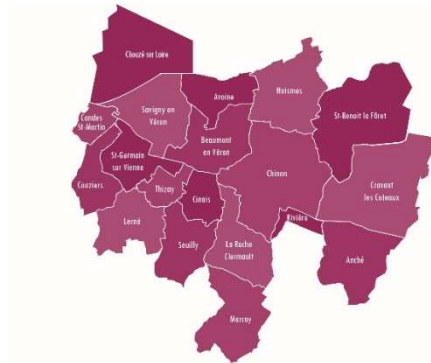 Chouzé sur Loire
Avoine
Huismes
St-Benoit la Fôret
Savigny en
Véron
Candes
St-Martin
Beaumont
en Véron
St-Germain
sur Vienne
Chinon
Cravant
les Coteaux
Couziers
Thizay
Cinais
Lerné
Rivière
Seuilly
La Roche
Clermault
Anché
Marcay